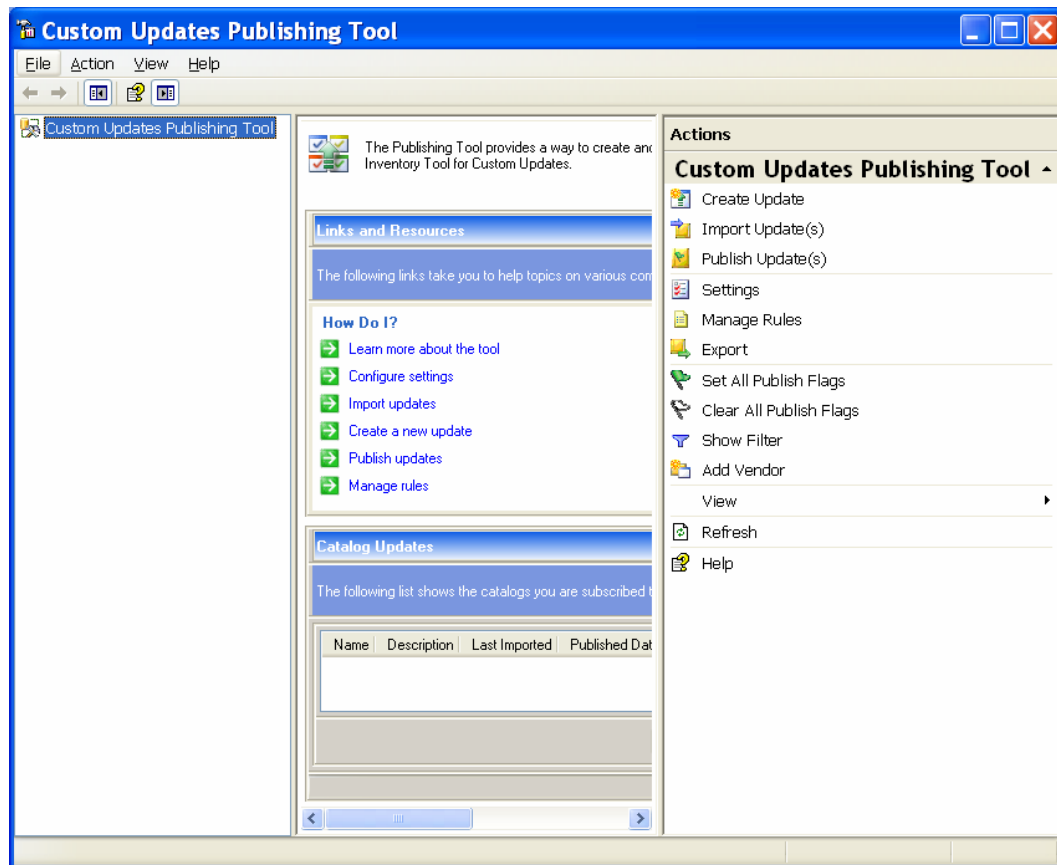 Custom Updates Publishing Tool
File Action View Help
Custom Updates Publishing Tool
The Publishing Tool provides a way to create and
Inventory Tool for Custom Updates.
Links and Resources
The following links take you to help topics on various com
How Do I?
Learn more about the tool
Configure settings
Import updates
Create a new update
Publish updates
Manage rules
Catalog Updates
The following list shows the catalogs you are subscribed t
Name Description Last Imported Published Dat
Actions
Custom Updates Publishing Tool
Create Update
Import Update(s)
Publish Update(s)
Settings
Manage Rules
Export
Set All Publish Flags
Clear All Publish Flags
Show Filter
Add Vendor
View
Refresh
Help